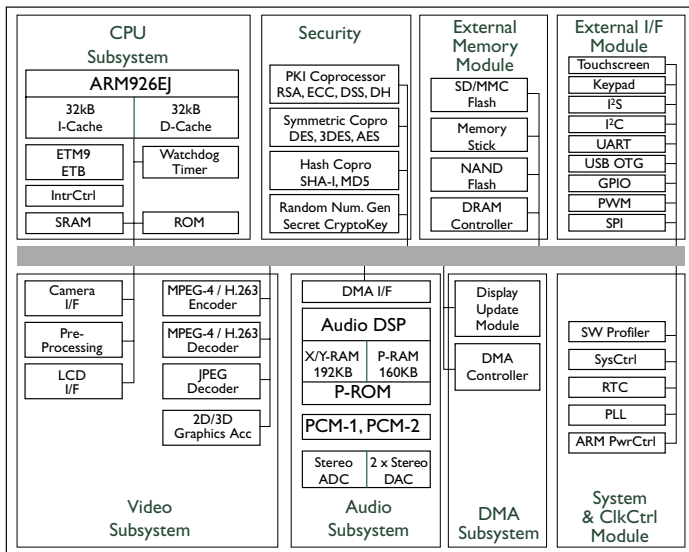 CPU
Subsystem
ARM926EJ
32kB
I-Cache
32kB
D-Cache
ETM9
ETB
Watchdog
Timer
IntrCtrl
SRAM
ROM
Security
PKI Coprocessor
RSA, ECC, DSS, DH
Symmetric Copro
DES, 3DES, AES
Hash Copro
SHA-I, MD5
Random Num. Gen
Secret CryptoKey
External
Memory
Module
SD/MMC
Flash
Memory
Stick
NAND
Flash
DRAM
Controller
External I/F
Module
Touchscreen
Keypad
I²S
I²C
UART
USB OTG
GPIO
PWM
SPI
Camera
I/F
Pre-
Processing
LCD
I/F
MPEG-4 / H.263
Encoder
MPEG-4 / H.263
Decoder
JPEG
Decoder
2D/3D
Graphics Acc
Video
Subsystem
DMA I/F
Audio DSP
X/Y-RAM
192KB
P-RAM
160KB
P-ROM
PCM-1, PCM-2
Stereo
ADC
2 x Stereo
DAC
Audio
Subsystem
Display
Update
Module
DMA
Controller
DMA
Subsystem
SW Profiler
SysCtrl
RTC
PLL
ARM PwrCtrl
System
& ClkCtrl
Module